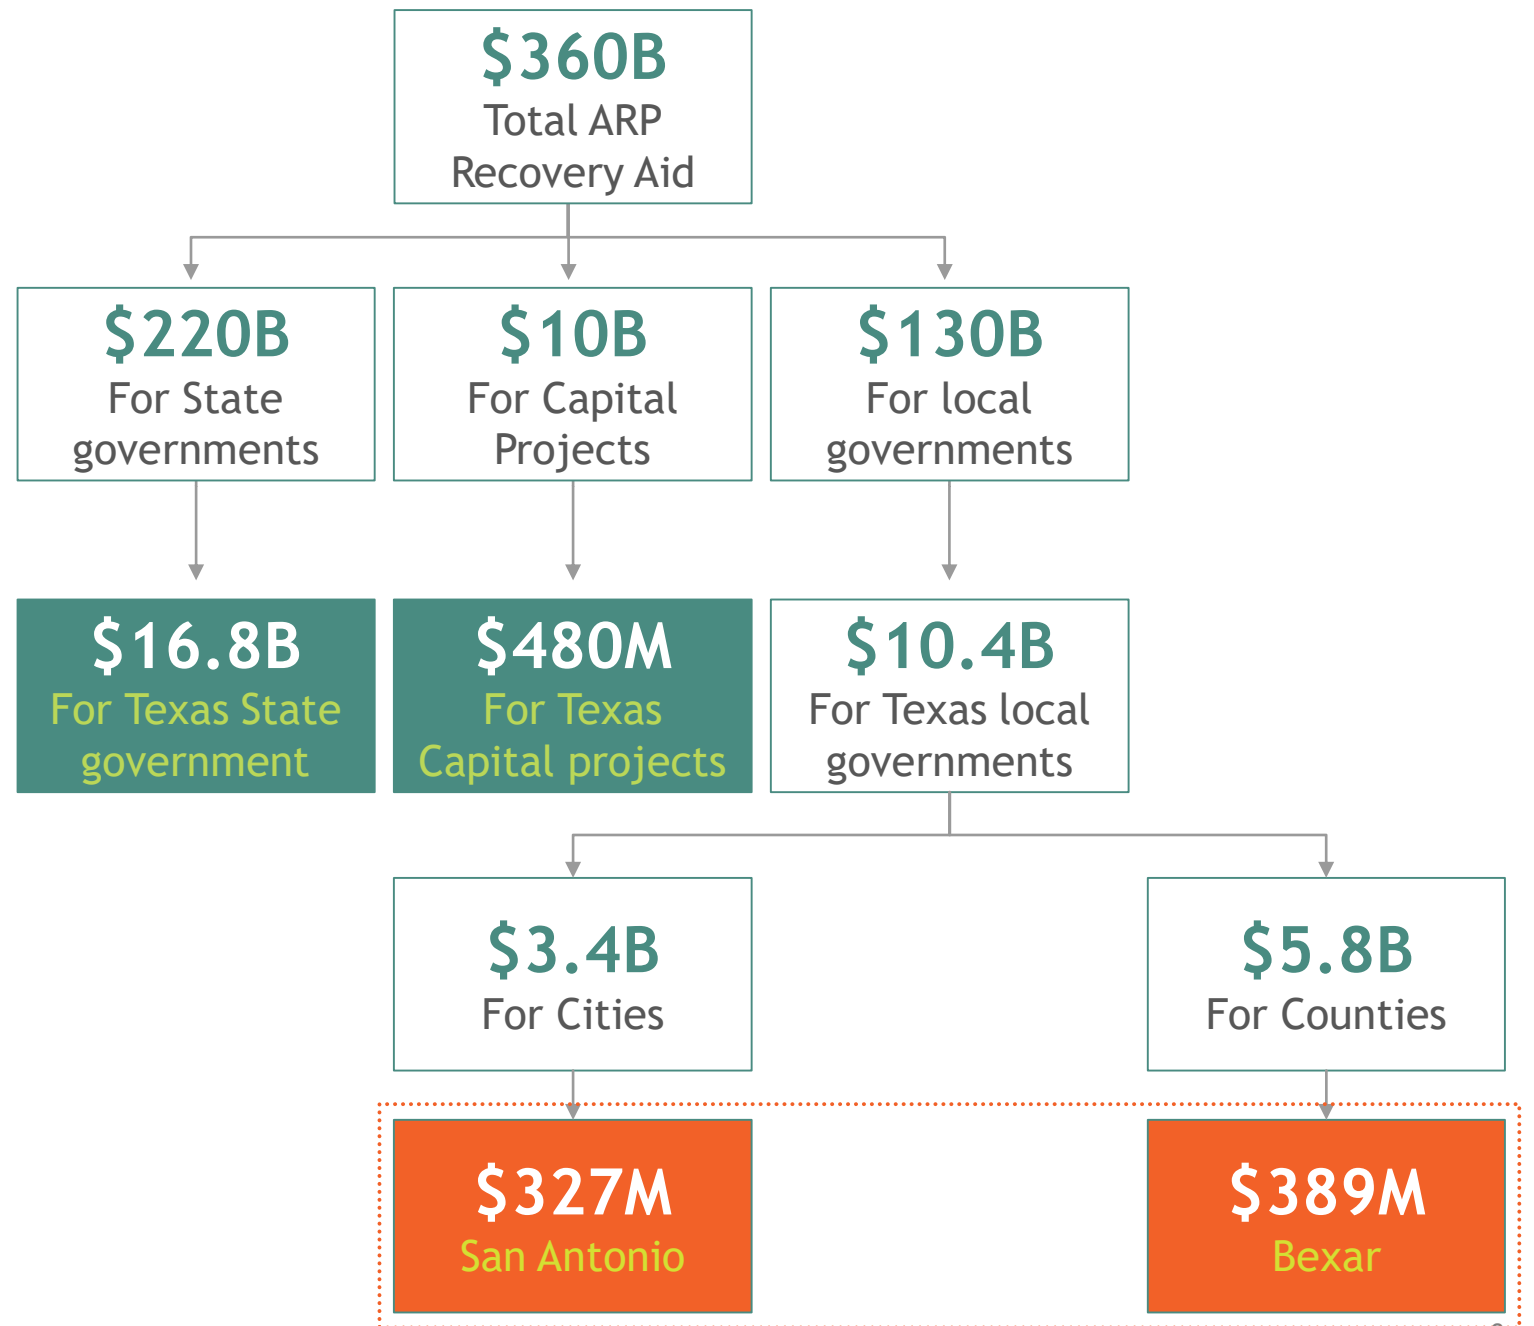 $360B
Total ARP
Recovery Aid
$220B
For State
governments
$10B
For Capital
Projects
$130B
For local
governments
$16.8B
For Texas State
government
$480M
For Texas
Capital projects
$10.4B
For Texas local
governments
$3.4B
For Cities
$5.8B
For Counties
$327M
San Antonio
$389M
Bexar